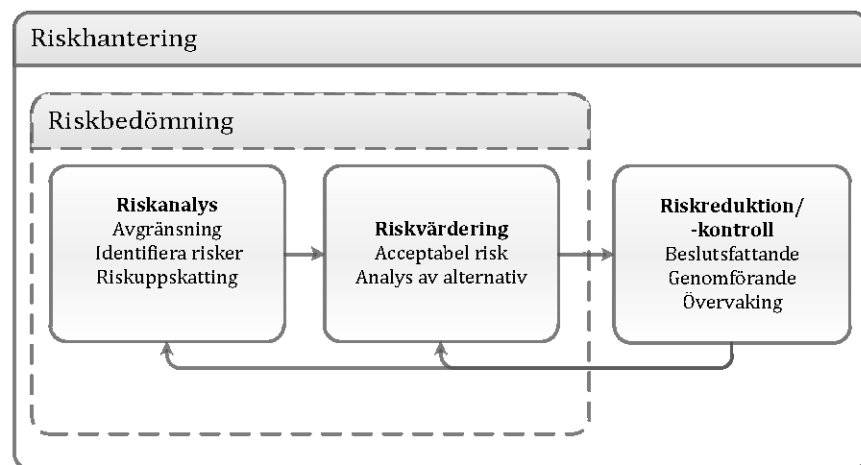 Riskhantering
Riskbedömning
Riskanalys
Avgränsning
Identifiera risker
Riskuppskatting
Riskvärdering
Acceptabel risk
Analys av alternativ
Riskreduktion/
-kontroll
Beslutsfattande
Genomförande
Övervaking